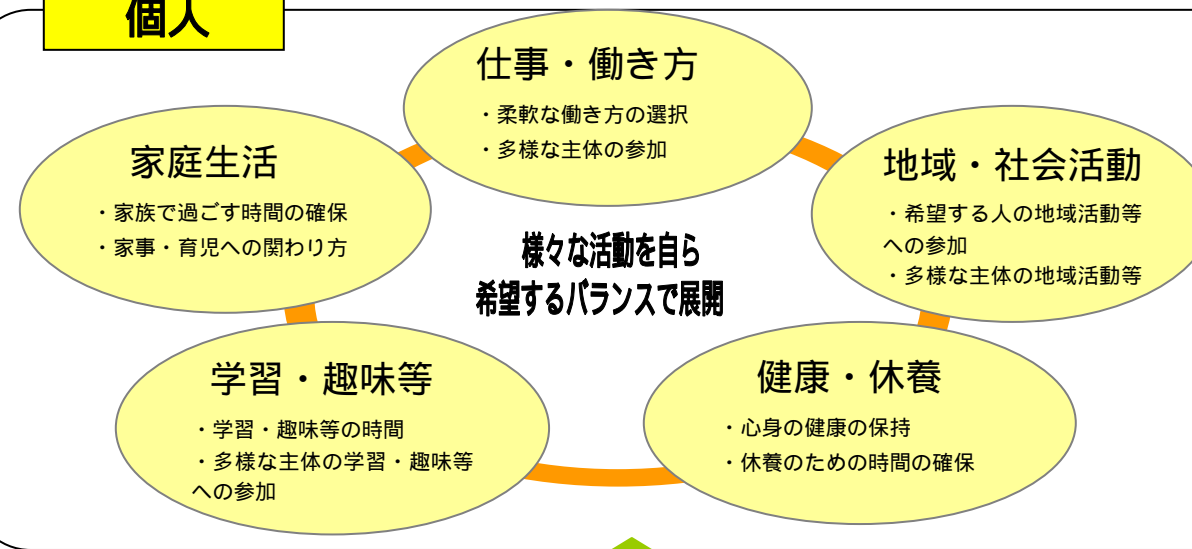 個人
仕事・働き方
・柔軟な働き方の選択
・多様な主体の参加
家庭生活
・家族で過ごす時間の確保
・家事・育児への関わり方
地域・社会活動
・希望する人の地域活動等
への参加
・多様な主体の地域活動等
様々な活動を自ら
希望するバランスで展開
学習・趣味等
・学習・趣味等の時間
・多様な主体の学習・趣味等
への参加
健康・休養
・心身の健康の保持
・休養のための時間の確保